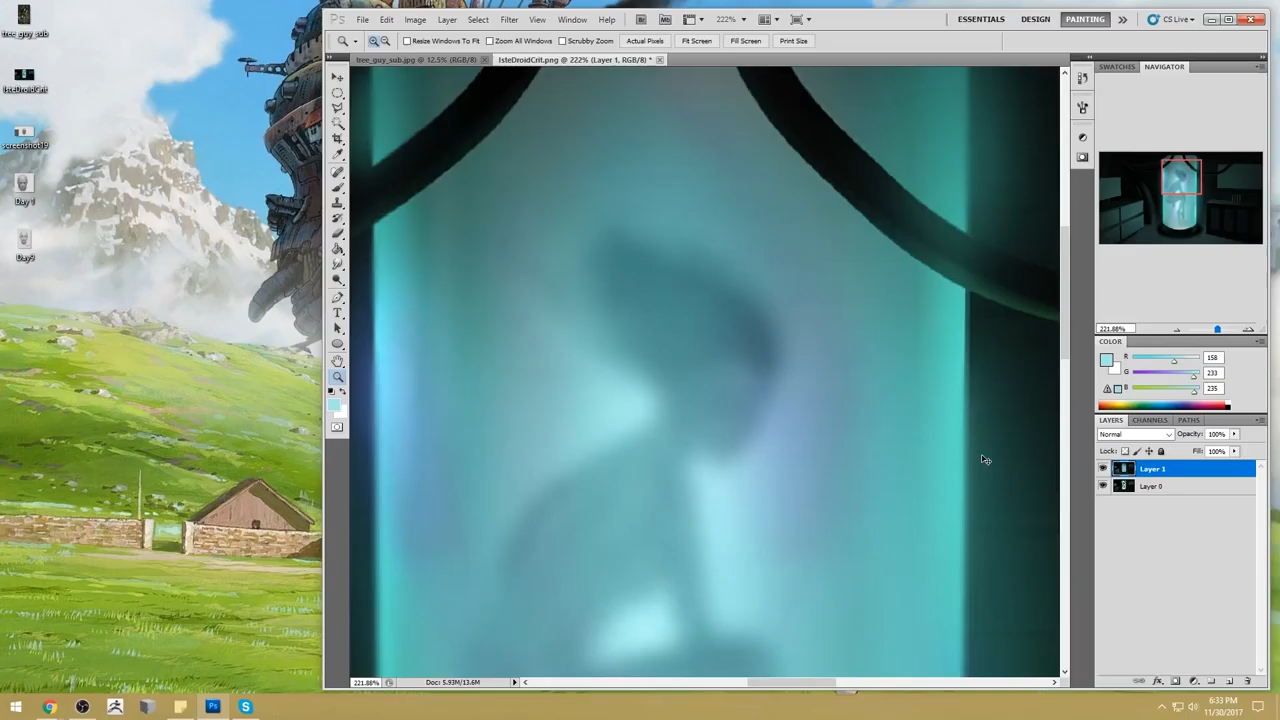 tree_guy_sub
IsteDroidCrit
screenshot19
Day 1
Day9
Ps File Edit Image Layer Select Filter View Window Help Br Mb 222% ESSENTIALS DESIGN PAINTING CS Live
Resize Windows To Fit Zoom All Windows Scrubby Zoom Actual Pixels Fit Screen Fill Screen Print Size
tree_guy_sub.jpg @ 12.5% (RGB/8) IsteDroidCrit.png @ 222% (Layer 1, RGB/8) *
SWATCHES NAVIGATOR
221.88%
COLOR
R 158
G 233
B 235
LAYERS CHANNELS PATHS
Normal Opacity: 100%
Lock: Fill: 100%
Layer 1
Layer 0
221.88% Doc: 5.93M/13.6M
6:33 PM
11/30/2017